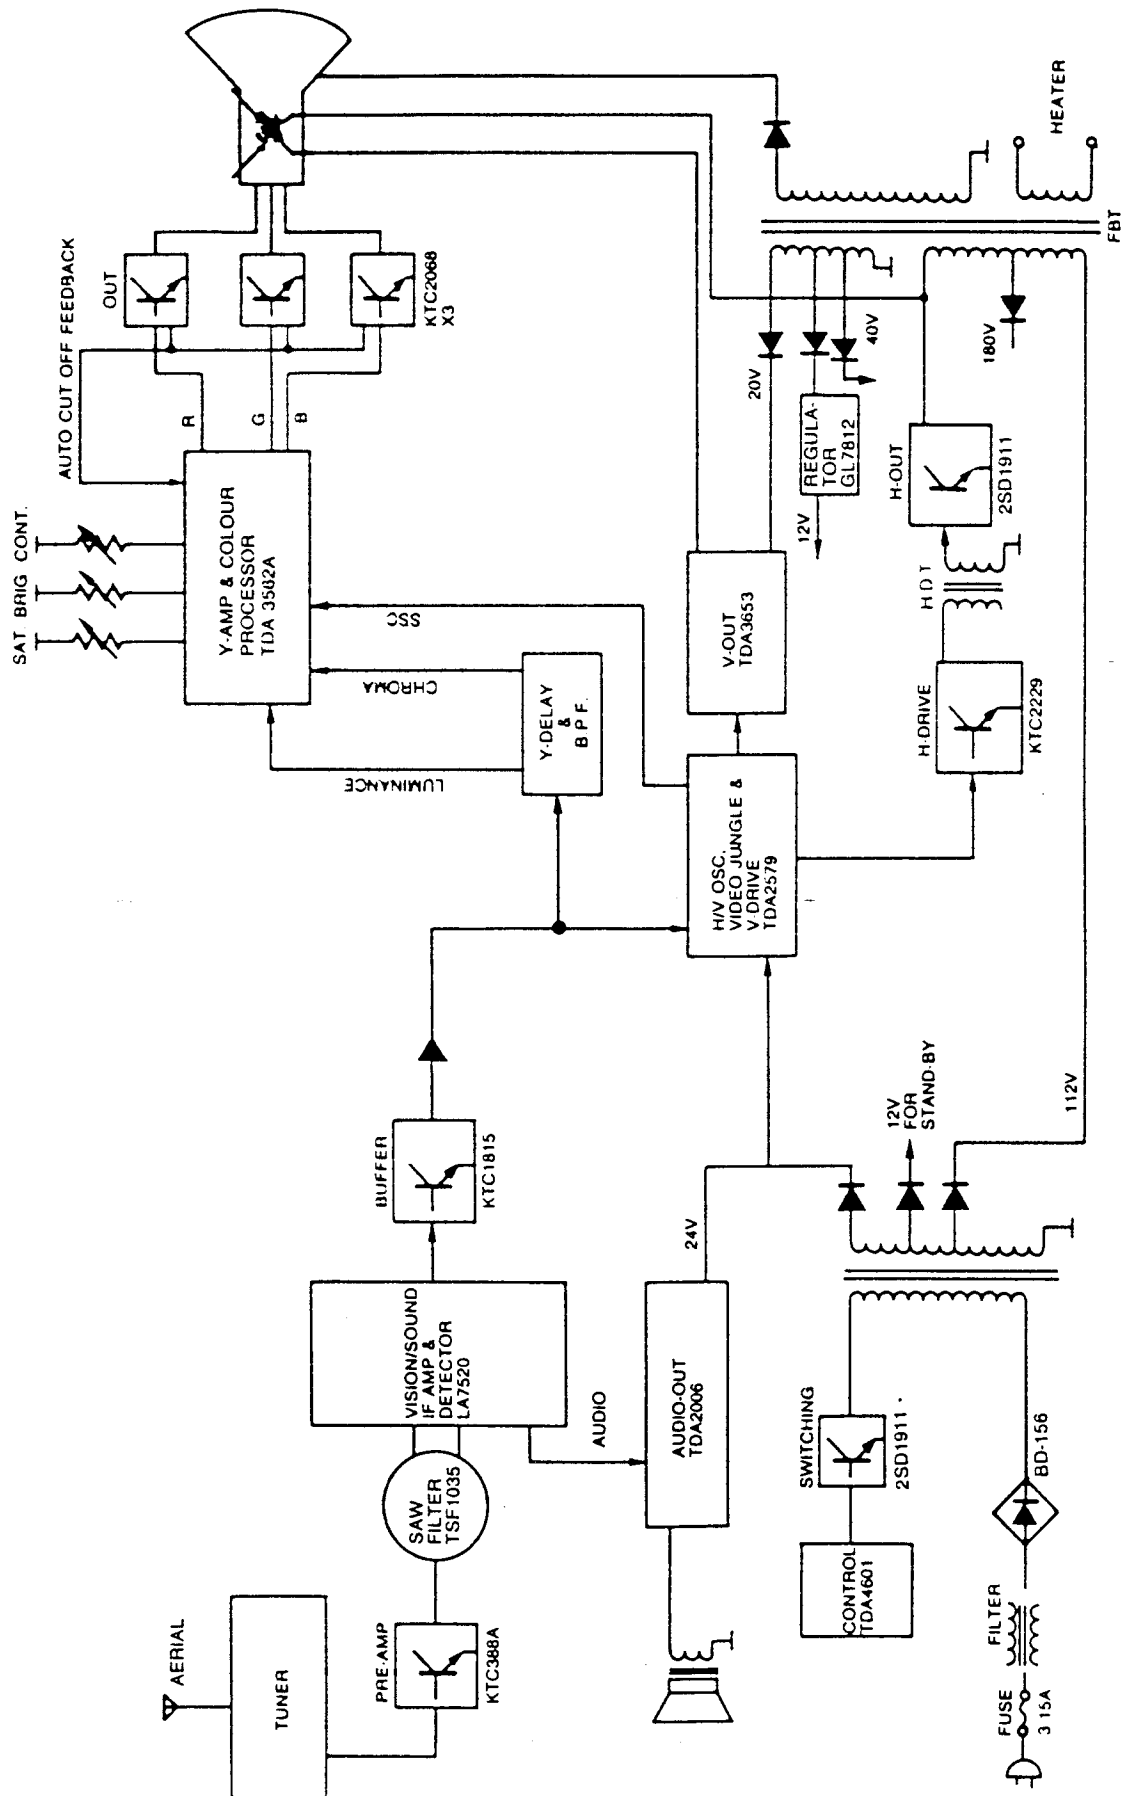 AERIAL
TUNER
PRE-AMP
KTC388A
SAW
FILTER
TSF1035
VISION/SOUND
IF AMP &
DETECTOR
LA7520
BUFFER
KTC1815
AUDIO
AUDIO-OUT
TDA2006
24V
LUMINANCE
CHROMA
SSC
Y-DELAY
&
B.P.F.
SAT.
BRIG
CONT.
AUTO CUT OFF FEEDBACK
Y-AMP & COLOUR
PROCESSOR
TDA 3562A
R
G
B
OUT
KTC2068
X3
H/V OSC,
VIDEO JUNGLE &
V-DRIVE
TDA2579
V-OUT
TDA3653
20V
REGULA-
TOR
GL7812
12V
40V
180V
H-DRIVE
KTC2229
H D T
H-OUT
2SD1911
FBT
HEATER
FUSE
3 15A
FILTER
BD-156
CONTROL
TDA4601
SWITCHING
2SD1911
12V
FOR
STAND-BY
112V